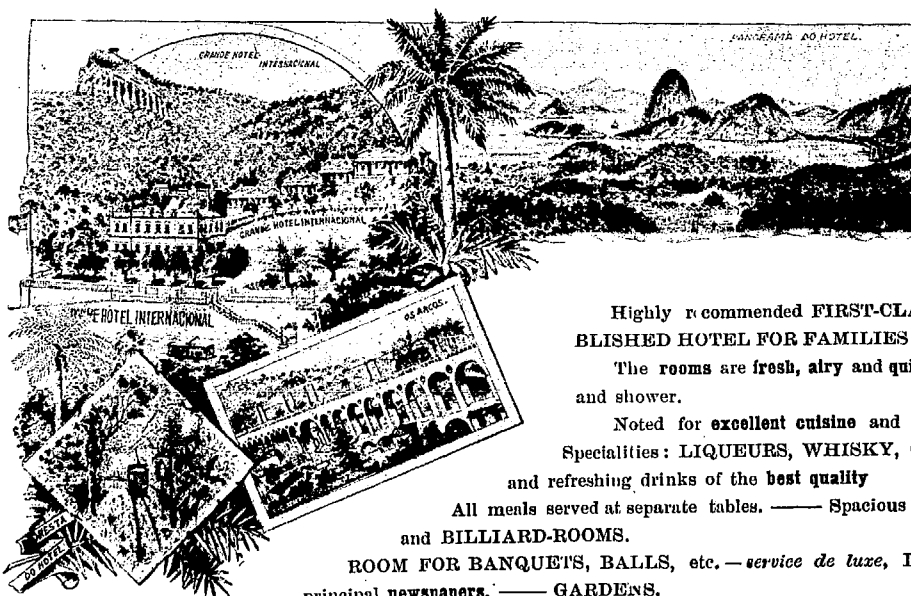 GRANDE HOTEL
INTERNACIONAL
PANORAMA DO HOTEL.
GRANDE HOTEL INTERNACIONAL
HOTEL INTERNACIONAL
OS ARCOS.
DO HOTEL
Highly recommended FIRST-CLA
BLISHED HOTEL FOR FAMILIES
The rooms are fresh, airy and qui
and shower.
Noted for excellent cuisine and
Specialities: LIQUEURS, WHISKY,
and refreshing drinks of the best quality
All meals served at separate tables. —— Spacious
and BILLIARD-ROOMS.
ROOM FOR BANQUETS, BALLS, etc. — service de luxe,
principal newspapers. —— GARDENS.